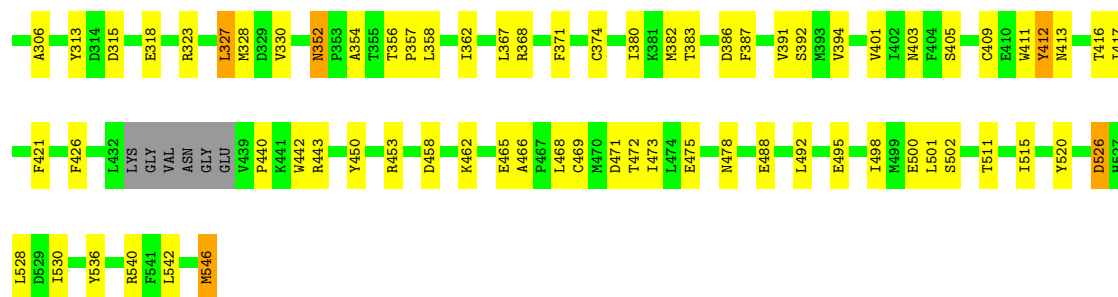 A306 Y313 D314 D315 E318 R323 L327 M328 D329 V330 N352 P353 A354 T355 T356 P357 L358 I362 L367 R368 F371 C374 I380 K381 M382 T383 D386 F387 V391 S392 M393 V394 V401 I402 N403 F404 S405 C409 E410 W411 Y412 N413 T416
F421 F426 L432 LYS GLY VAL ASN GLY GLU V439 P440 K441 W442 R443 Y450 R453 D458 K462 E465 A466 P467 L468 C469 M470 D471 T472 I473 L474 E475 N478 E488 L492 E495 I498 M499 E500 L501 S502 T511 I515 Y520 D526
L528 D529 I530 Y536 R540 F541 L542 M546